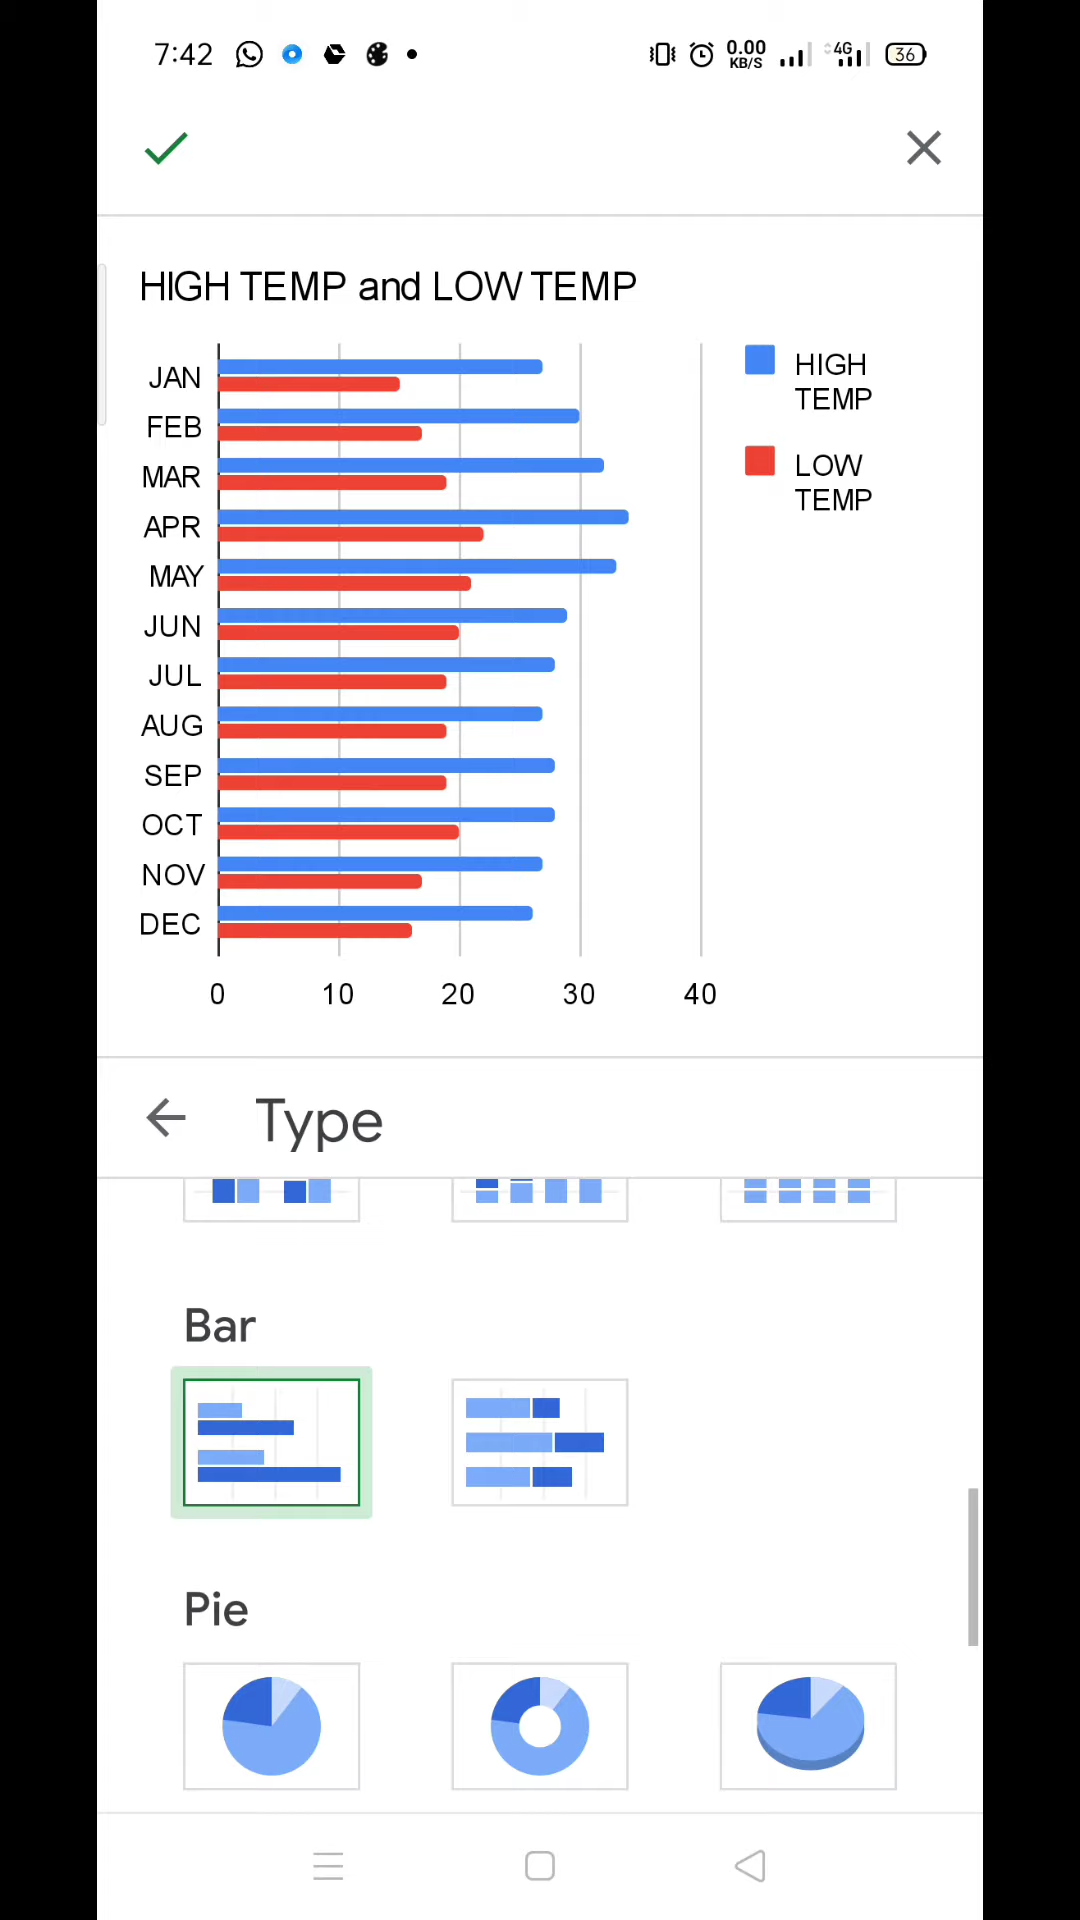 7:42
0.00
KB/S
4G
36
HIGH TEMP and LOW TEMP
JAN
FEB
MAR
APR
MAY
JUN
JUL
AUG
SEP
OCT
NOV
DEC
0 10 20 30 40
HIGH
TEMP
LOW
TEMP
Type
Bar
Pie